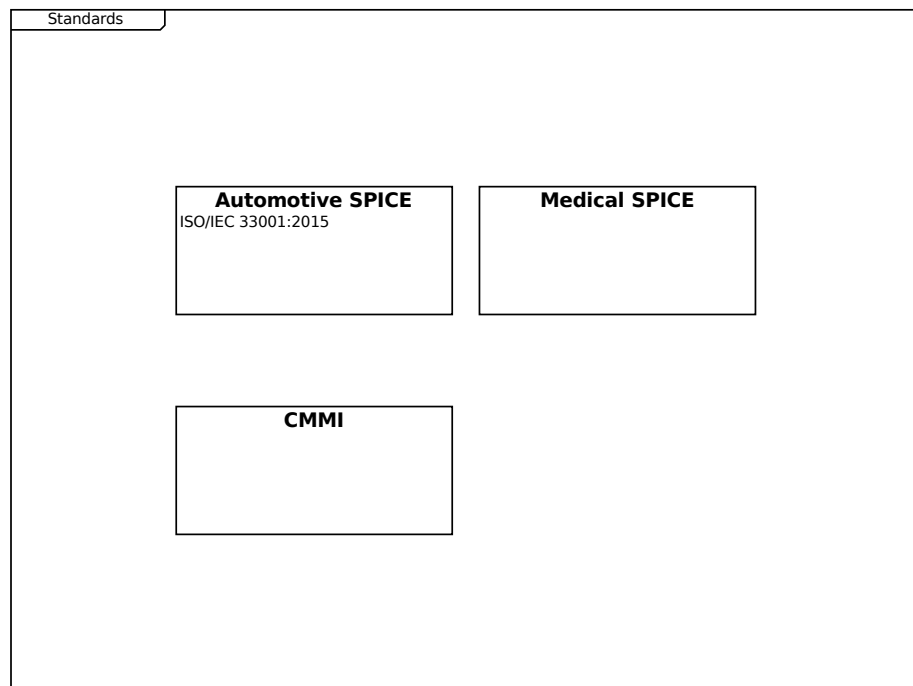 Standards
Automotive SPICE
ISO/IEC 33001:2015
Medical SPICE
CMMI